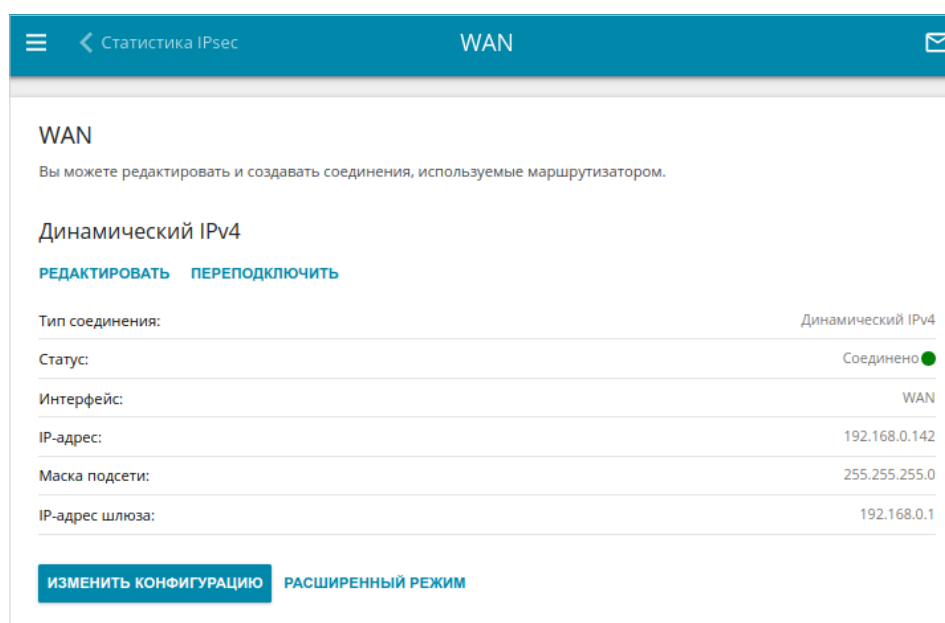 Статистика IPsec
WAN
WAN
Вы можете редактировать и создавать соединения, используемые маршрутизатором.
Динамический IPv4
РЕДАКТИРОВАТЬ ПЕРЕПОДКЛЮЧИТЬ
Тип соединения: Динамический IPv4
Статус: Соединено
Интерфейс: WAN
IP-адрес: 192.168.0.142
Маска подсети: 255.255.255.0
IP-адрес шлюза: 192.168.0.1
ИЗМЕНИТЬ КОНФИГУРАЦИЮ РАСШИРЕННЫЙ РЕЖИМ